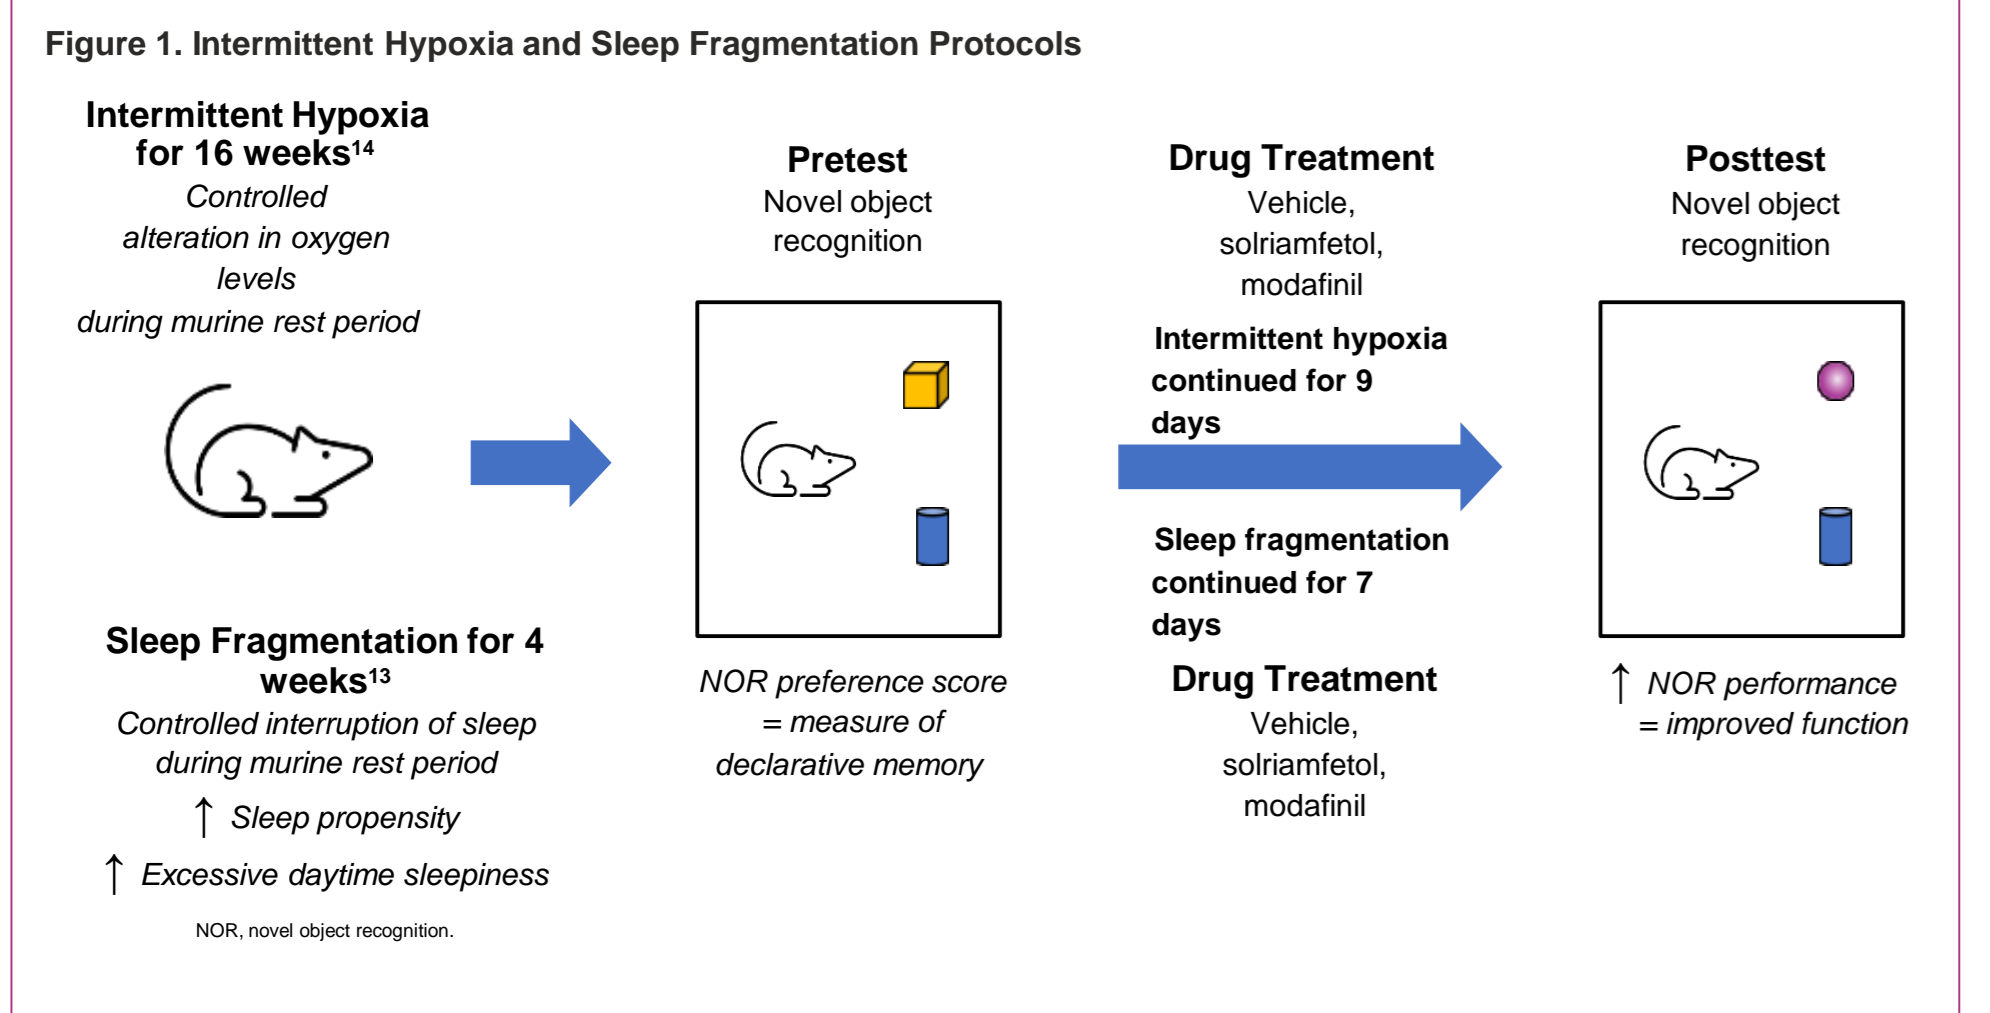 Figure 1. Intermittent Hypoxia and Sleep Fragmentation Protocols
Intermittent Hypoxia
for 16 weeks¹⁴
Controlled
alteration in oxygen
levels
during murine rest period
Sleep Fragmentation for 4
weeks¹³
Controlled interruption of sleep
during murine rest period
↑ Sleep propensity
↑ Excessive daytime sleepiness
NOR, novel object recognition.
Pretest
Novel object
recognition
NOR preference score
= measure of
declarative memory
Drug Treatment
Vehicle,
solriamfetol,
modafinil
Intermittent hypoxia
continued for 9
days
Sleep fragmentation
continued for 7
days
Drug Treatment
Vehicle,
solriamfetol,
modafinil
Posttest
Novel object
recognition
↑ NOR performance
= improved function